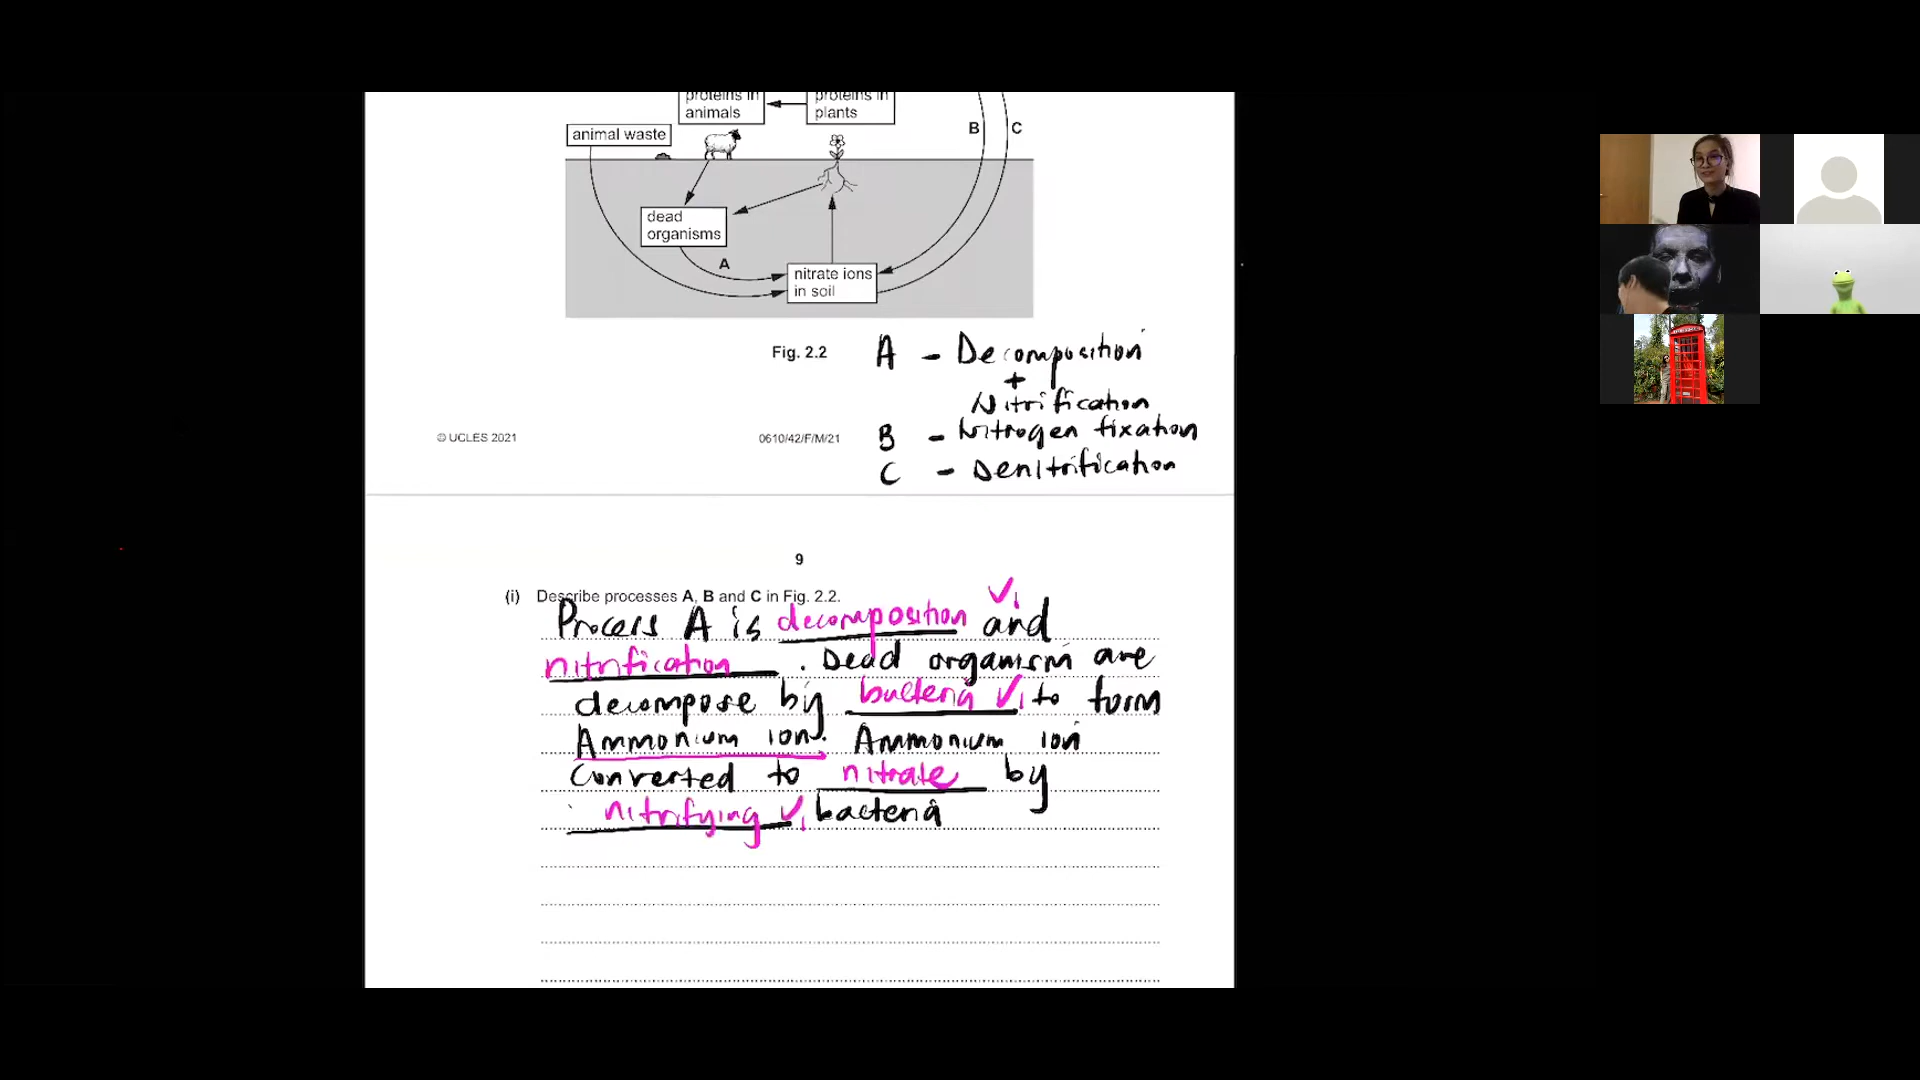 proteins in
animals
proteins in
plants
animal waste
B
C
dead
organisms
A
nitrate ions
in soil
Fig. 2.2
A - Decomposition
+
Nitrification
© UCLES 2021
0610/42/F/M/21
B - Nitrogen fixation
C - Denitrification
9
(i) Describe processes A, B and C in Fig. 2.2.
Process A is decomposition ✓1 and
nitrification . Dead organism are
decompose by bacteria ✓1 to form
Ammonium ion. Ammonium ion
converted to nitrate by
nitrifying ✓1 bacteria